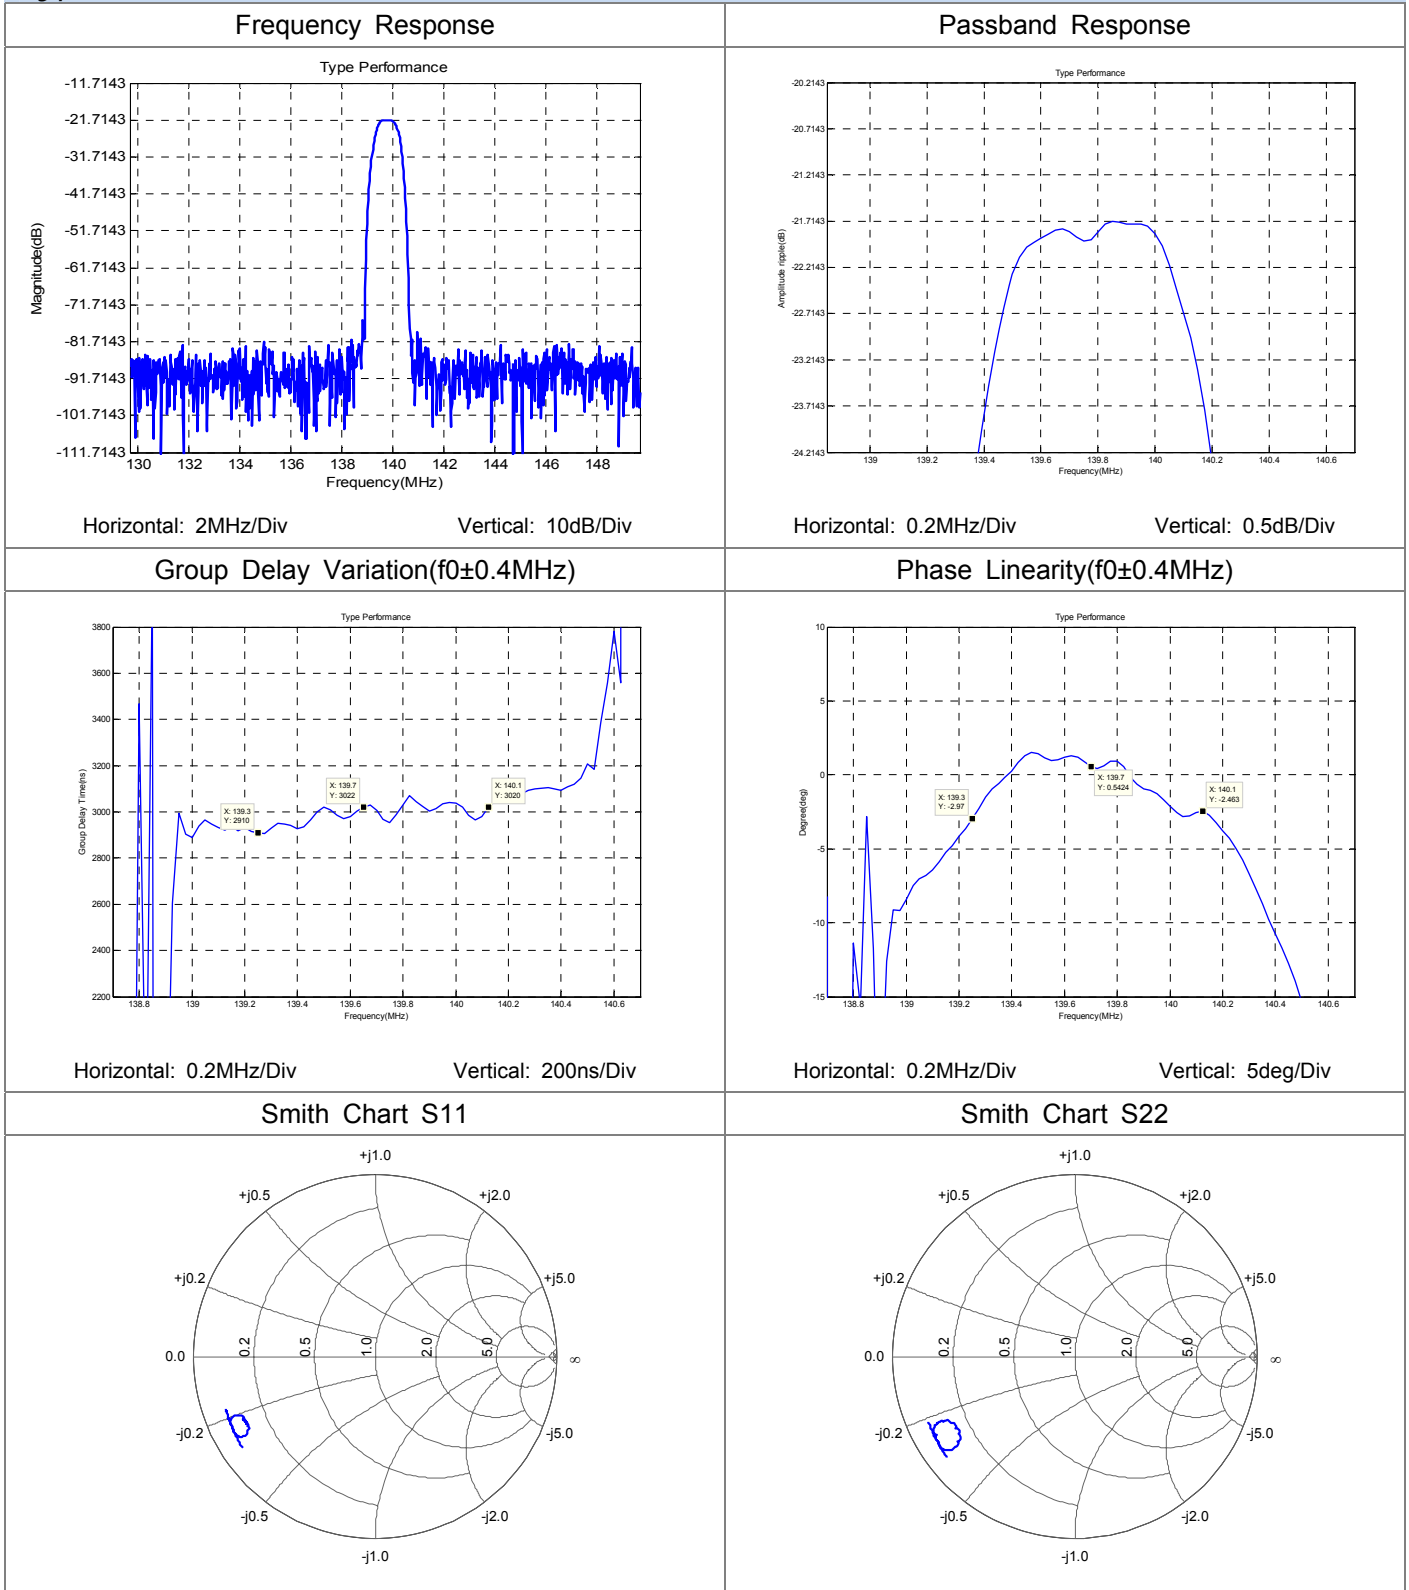 Frequency Response
Passband Response
Type Performance
-11.7143
-21.7143
-31.7143
-41.7143
-51.7143
-61.7143
-71.7143
-81.7143
-91.7143
-101.7143
-111.7143
Magnitude(dB)
130 132 134 136 138 140 142 144 146 148
Frequency(MHz)
Horizontal: 2MHz/Div Vertical: 10dB/Div
Type Performance
-20.2143
-20.7143
-21.2143
-21.7143
-22.2143
-22.7143
-23.2143
-23.7143
-24.2143
Amplitude ripple(dB)
139 139.2 139.4 139.6 139.8 140 140.2 140.4 140.6
Frequency(MHz)
Horizontal: 0.2MHz/Div Vertical: 0.5dB/Div
Group Delay Variation(f0±0.4MHz)
Phase Linearity(f0±0.4MHz)
Type Performance
3800
3600
3400
3200
3000
2800
2600
2400
2200
Group Delay Time(ns)
X: 139.3
Y: 2910
X: 139.7
Y: 3022
X: 140.1
Y: 3020
138.8 139 139.2 139.4 139.6 139.8 140 140.2 140.4 140.6
Frequency(MHz)
Horizontal: 0.2MHz/Div Vertical: 200ns/Div
Type Performance
10
5
0
-5
-10
-15
Degree(deg)
X: 139.3
Y: -2.97
X: 139.7
Y: 0.5424
X: 140.1
Y: -2.463
138.8 139 139.2 139.4 139.6 139.8 140 140.2 140.4 140.6
Frequency(MHz)
Horizontal: 0.2MHz/Div Vertical: 5deg/Div
Smith Chart S11
Smith Chart S22
+j1.0
+j0.5 +j2.0
+j0.2 +j5.0
0.0 0.2 0.5 1.0 2.0 5.0 ∞
-j0.2 -j5.0
-j0.5 -j2.0
-j1.0
+j1.0
+j0.5 +j2.0
+j0.2 +j5.0
0.0 0.2 0.5 1.0 2.0 5.0 ∞
-j0.2 -j5.0
-j0.5 -j2.0
-j1.0